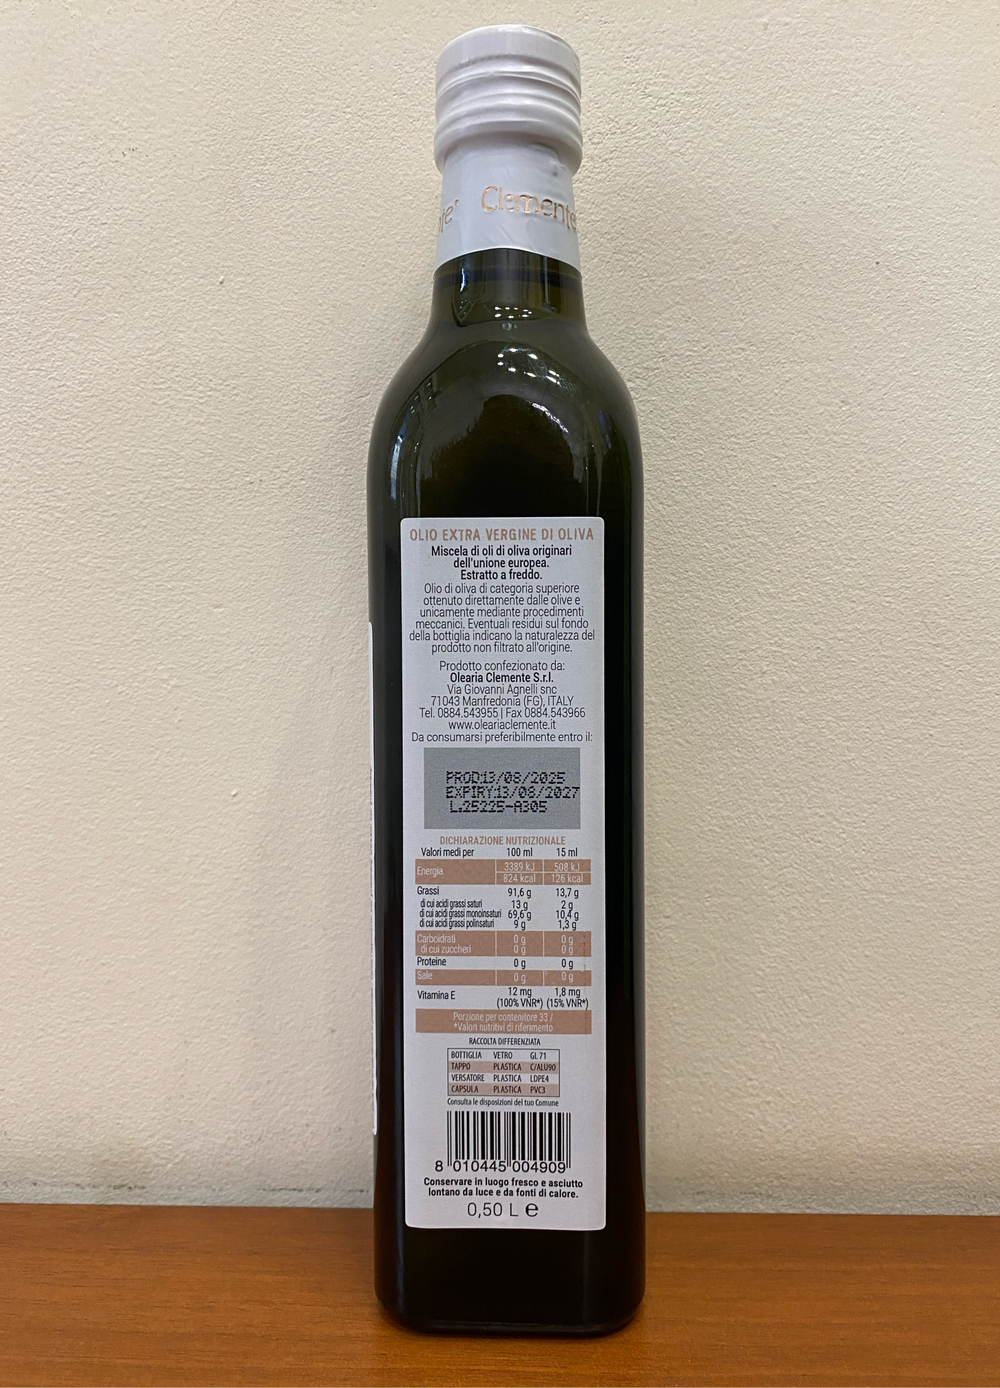 te®
Clemente
OLIO EXTRA VERGINE DI OLIVA
Miscela di oli di oliva originari
dell'unione europea.
Estratto a freddo.
Olio di oliva di categoria superiore
ottenuto direttamente dalle olive e
unicamente mediante procedimenti
meccanici. Eventuali residui sul fondo
della bottiglia indicano la naturalezza del
prodotto non filtrato all'origine.
Prodotto confezionato da:
Olearia Clemente S.r.l.
Via Giovanni Agnelli snc
71043 Manfredonia (FG), ITALY
Tel. 0884.543955 | Fax 0884.543966
www.oleariaclemente.it
Da consumarsi preferibilmente entro il:
PROD:13/08/2025
EXPIRY:13/08/2027
L.25225-A305
DICHIARAZIONE NUTRIZIONALE
Valori medi per 100 ml 15 ml
Energia 3389 kJ 508 kJ
824 kcal 126 kcal
Grassi 91,6 g 13,7 g
di cui acidi grassi saturi 13 g 2 g
di cui acidi grassi monoinsaturi 69,6 g 10,4 g
di cui acidi grassi polinsaturi 9 g 1,3 g
Carboidrati 0 g 0 g
di cui zuccheri 0 g 0 g
Proteine 0 g 0 g
Sale 0 g 0 g
Vitamina E 12 mg 1,8 mg
(100% VNR*) (15% VNR*)
Porzione per contenitore 33 /
*Valori nutritivi di riferimento
RACCOLTA DIFFERENZIATA
BOTTIGLIA VETRO GL 71
TAPPO PLASTICA C/ALU90
VERSATORE PLASTICA LDPE4
CAPSULA PLASTICA PVC3
Consulta le disposizioni del tuo Comune
8 010445 004909
Conservare in luogo fresco e asciutto
lontano da luce e da fonti di calore.
0,50 L e